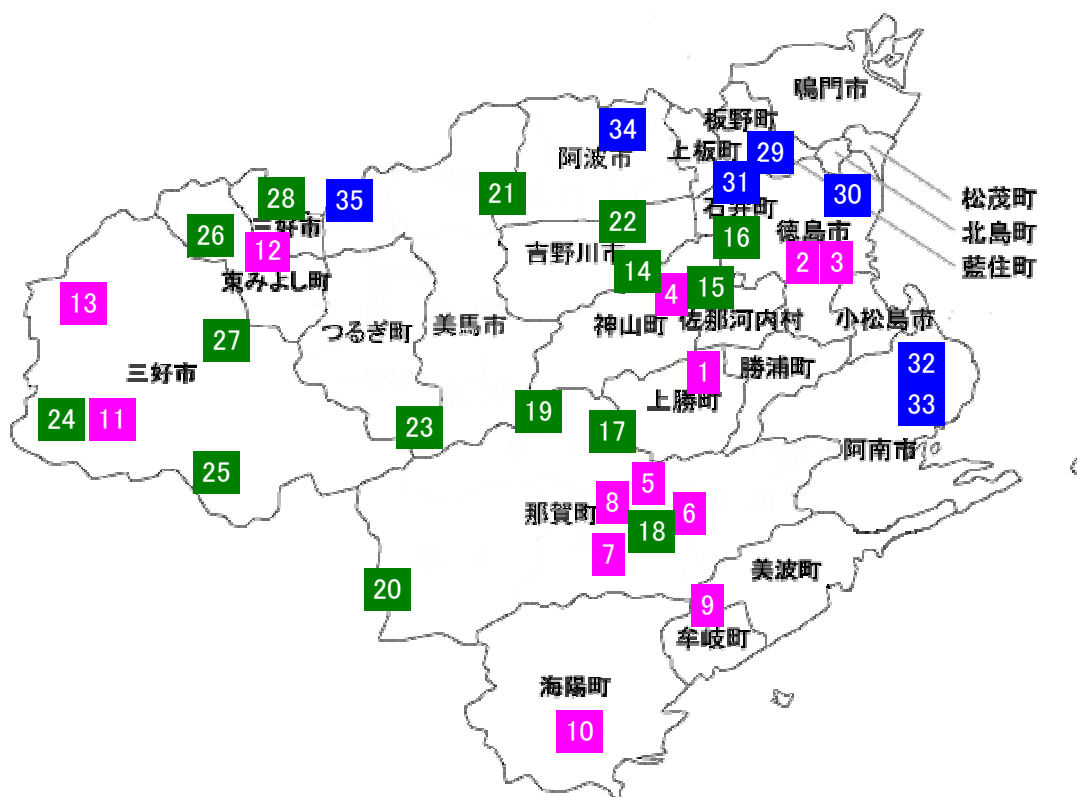 鳴門市
板野町
34
29
上板町
阿波市
31
28
35
21
30
松茂町
石井町
22
三好市
26
16
徳島市
北島町
12
吉野川市
2
3
藍住町
14
東みよし町
15
4
13
つるぎ町
美馬市
神山町
佐那河内村
小松島市
27
32
三好市
1
勝浦町
上勝町
33
24
11
19
23
17
阿南市
25
5
8
那賀町
6
18
7
美波町
20
9
牟岐町
海陽町
10